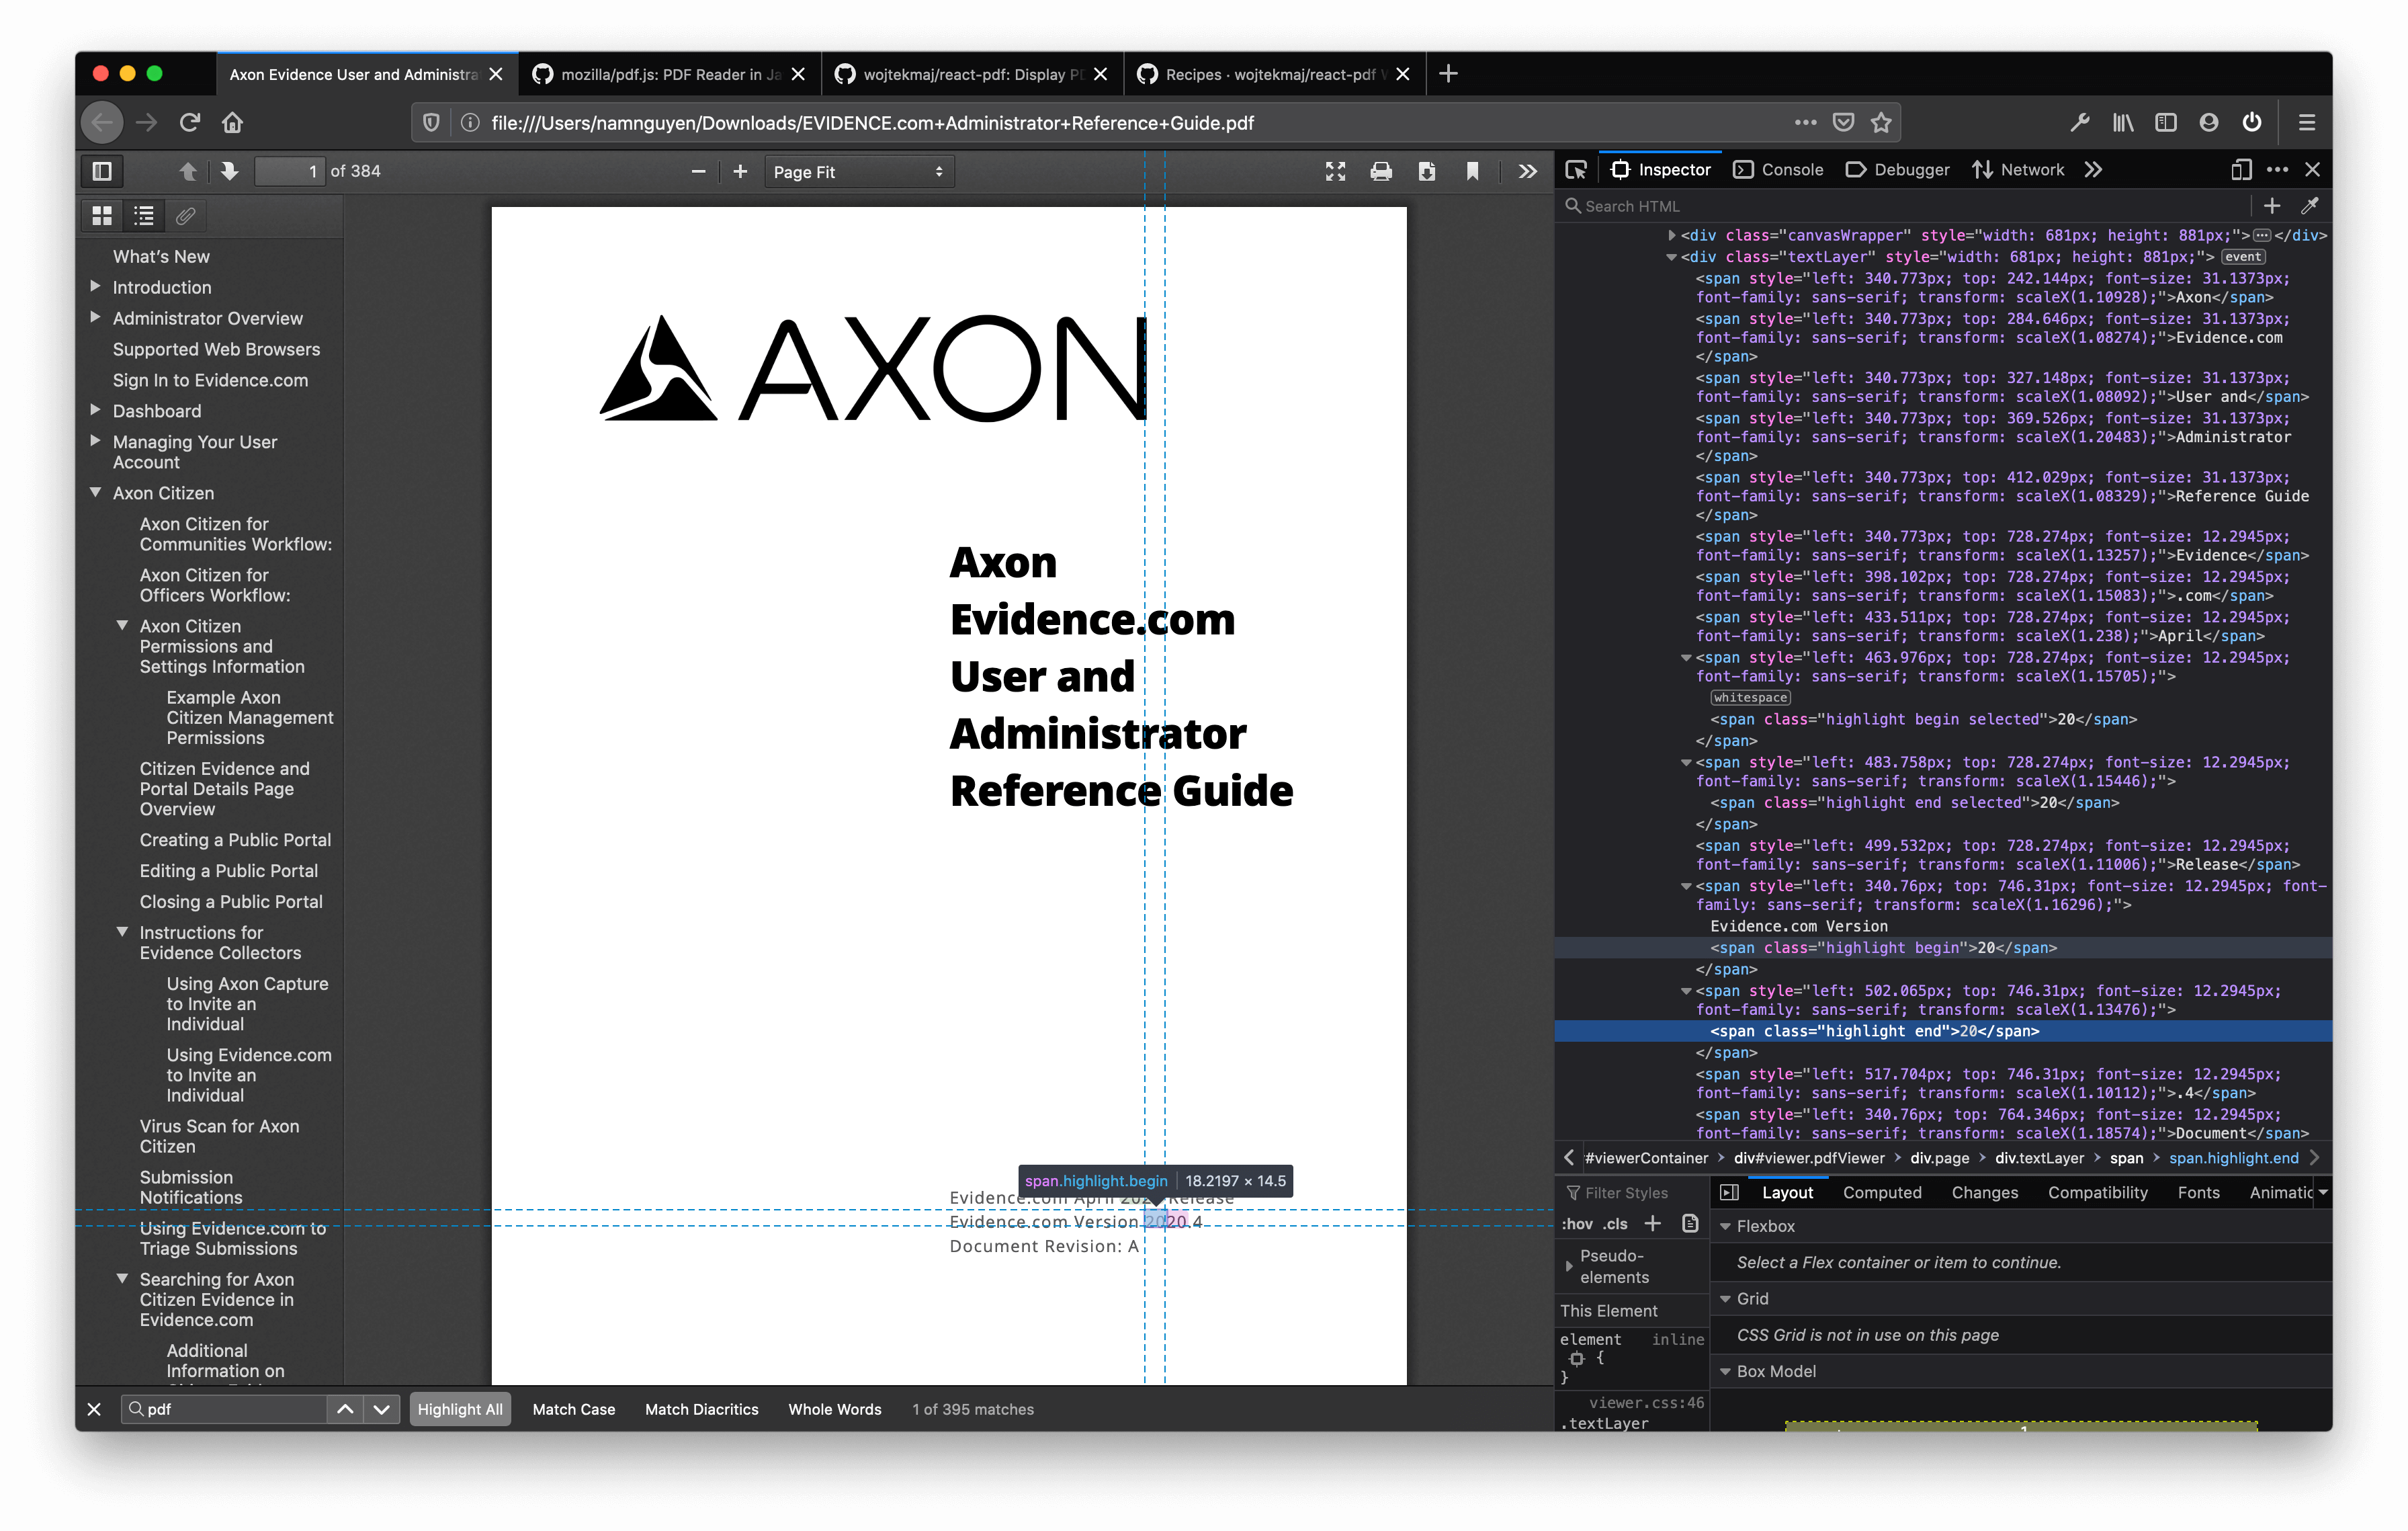 Axon Evidence User and Administra
mozilla/pdf.js: PDF Reader in Ja
wojtekmaj/react-pdf: Display PD
Recipes · wojtekmaj/react-pdf W
file:///Users/namnguyen/Downloads/EVIDENCE.com+Administrator+Reference+Guide.pdf
1 of 384
Page Fit
What's New
Introduction
Administrator Overview
Supported Web Browsers
Sign In to Evidence.com
Dashboard
Managing Your User
Account
Axon Citizen
Axon Citizen for
Communities Workflow:
Axon Citizen for
Officers Workflow:
Axon Citizen
Permissions and
Settings Information
Example Axon
Citizen Management
Permissions
Citizen Evidence and
Portal Details Page
Overview
Creating a Public Portal
Editing a Public Portal
Closing a Public Portal
Instructions for
Evidence Collectors
Using Axon Capture
to Invite an
Individual
Using Evidence.com
to Invite an
Individual
Virus Scan for Axon
Citizen
Submission
Notifications
Using Evidence.com to
Triage Submissions
Searching for Axon
Citizen Evidence in
Evidence.com
Additional
Information on
AXON
Axon
Evidence.com
User and
Administrator
Reference Guide
span.highlight.begin 18.2197 × 14.5
Evidence.com April 2020 Release
Evidence.com Version 2020.4
Document Revision: A
pdf
Highlight All Match Case Match Diacritics Whole Words 1 of 395 matches
Inspector Console Debugger Network
Search HTML
<div class="canvasWrapper" style="width: 681px; height: 881px;">…</div>
<div class="textLayer" style="width: 681px; height: 881px;"> event
<span style="left: 340.773px; top: 242.144px; font-size: 31.1373px;
font-family: sans-serif; transform: scaleX(1.10928);">Axon</span>
<span style="left: 340.773px; top: 284.646px; font-size: 31.1373px;
font-family: sans-serif; transform: scaleX(1.08274);">Evidence.com
</span>
<span style="left: 340.773px; top: 327.148px; font-size: 31.1373px;
font-family: sans-serif; transform: scaleX(1.08092);">User and</span>
<span style="left: 340.773px; top: 369.526px; font-size: 31.1373px;
font-family: sans-serif; transform: scaleX(1.20483);">Administrator
</span>
<span style="left: 340.773px; top: 412.029px; font-size: 31.1373px;
font-family: sans-serif; transform: scaleX(1.08329);">Reference Guide
</span>
<span style="left: 340.773px; top: 728.274px; font-size: 12.2945px;
font-family: sans-serif; transform: scaleX(1.13257);">Evidence</span>
<span style="left: 398.102px; top: 728.274px; font-size: 12.2945px;
font-family: sans-serif; transform: scaleX(1.15083);">.com</span>
<span style="left: 433.511px; top: 728.274px; font-size: 12.2945px;
font-family: sans-serif; transform: scaleX(1.238);">April</span>
<span style="left: 463.976px; top: 728.274px; font-size: 12.2945px;
font-family: sans-serif; transform: scaleX(1.15705);">
whitespace
<span class="highlight begin selected">20</span>
</span>
<span style="left: 483.758px; top: 728.274px; font-size: 12.2945px;
font-family: sans-serif; transform: scaleX(1.15446);">
<span class="highlight end selected">20</span>
</span>
<span style="left: 499.532px; top: 728.274px; font-size: 12.2945px;
font-family: sans-serif; transform: scaleX(1.11006);">Release</span>
<span style="left: 340.76px; top: 746.31px; font-size: 12.2945px; font-
family: sans-serif; transform: scaleX(1.16296);">
Evidence.com Version
<span class="highlight begin">20</span>
</span>
<span style="left: 502.065px; top: 746.31px; font-size: 12.2945px;
font-family: sans-serif; transform: scaleX(1.13476);">
<span class="highlight end">20</span>
</span>
<span style="left: 517.704px; top: 746.31px; font-size: 12.2945px;
font-family: sans-serif; transform: scaleX(1.10112);">.4</span>
<span style="left: 340.76px; top: 764.346px; font-size: 12.2945px;
font-family: sans-serif; transform: scaleX(1.18574);">Document</span>
#viewerContainer > div#viewer.pdfViewer > div.page > div.textLayer > span > span.highlight.end
Filter Styles
:hov .cls
Pseudo-
elements
This Element
element inline
{
}
viewer.css:46
.textLayer
Layout Computed Changes Compatibility Fonts Animatic
Flexbox
Select a Flex container or item to continue.
Grid
CSS Grid is not in use on this page
Box Model